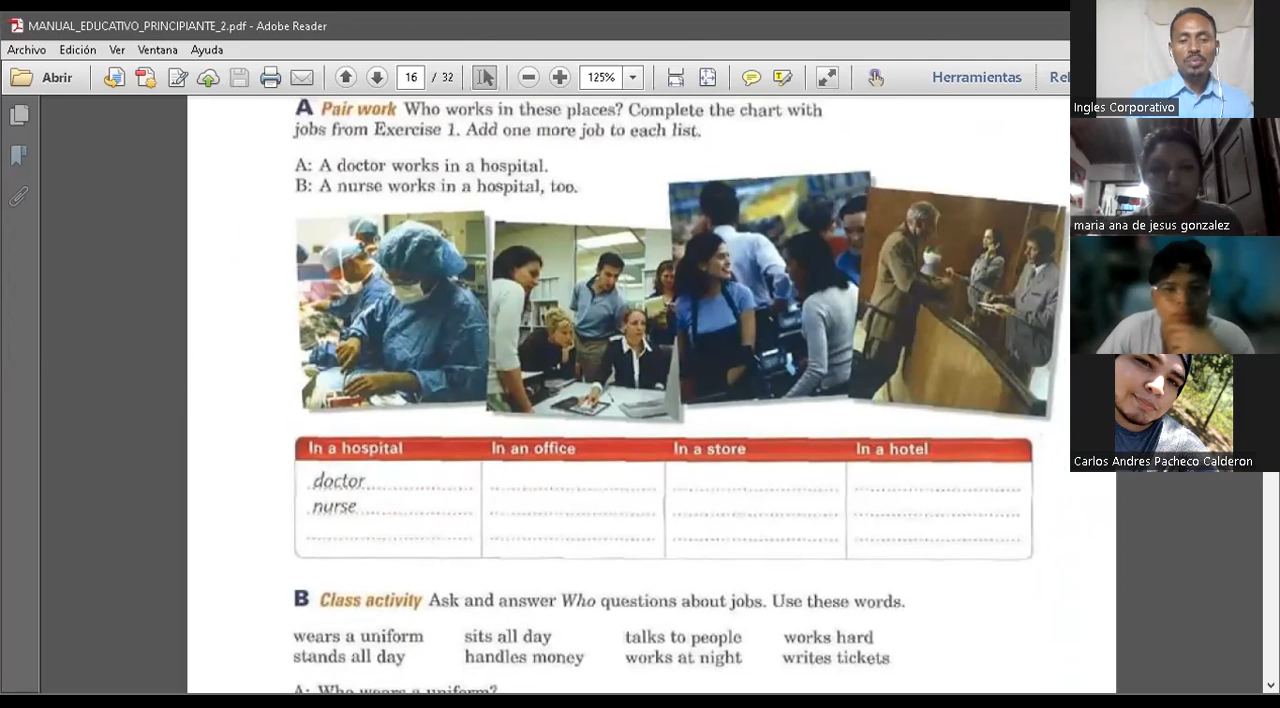 MANUAL_EDUCATIVO_PRINCIPIANTE_2.pdf - Adobe Reader
Archivo Edición Ver Ventana Ayuda
Abrir 16 / 32 125% Herramientas
A Pair work Who works in these places? Complete the chart with
jobs from Exercise 1. Add one more job to each list.
A: A doctor works in a hospital.
B: A nurse works in a hospital, too.
In a hospital In an office In a store In a hotel
doctor
nurse
B Class activity Ask and answer Who questions about jobs. Use these words.
wears a uniform sits all day talks to people works hard
stands all day handles money works at night writes tickets
A: Who wears a uniform?
Ingles Corporativo
maria ana de jesus gonzalez
Carlos Andres Pacheco Calderon